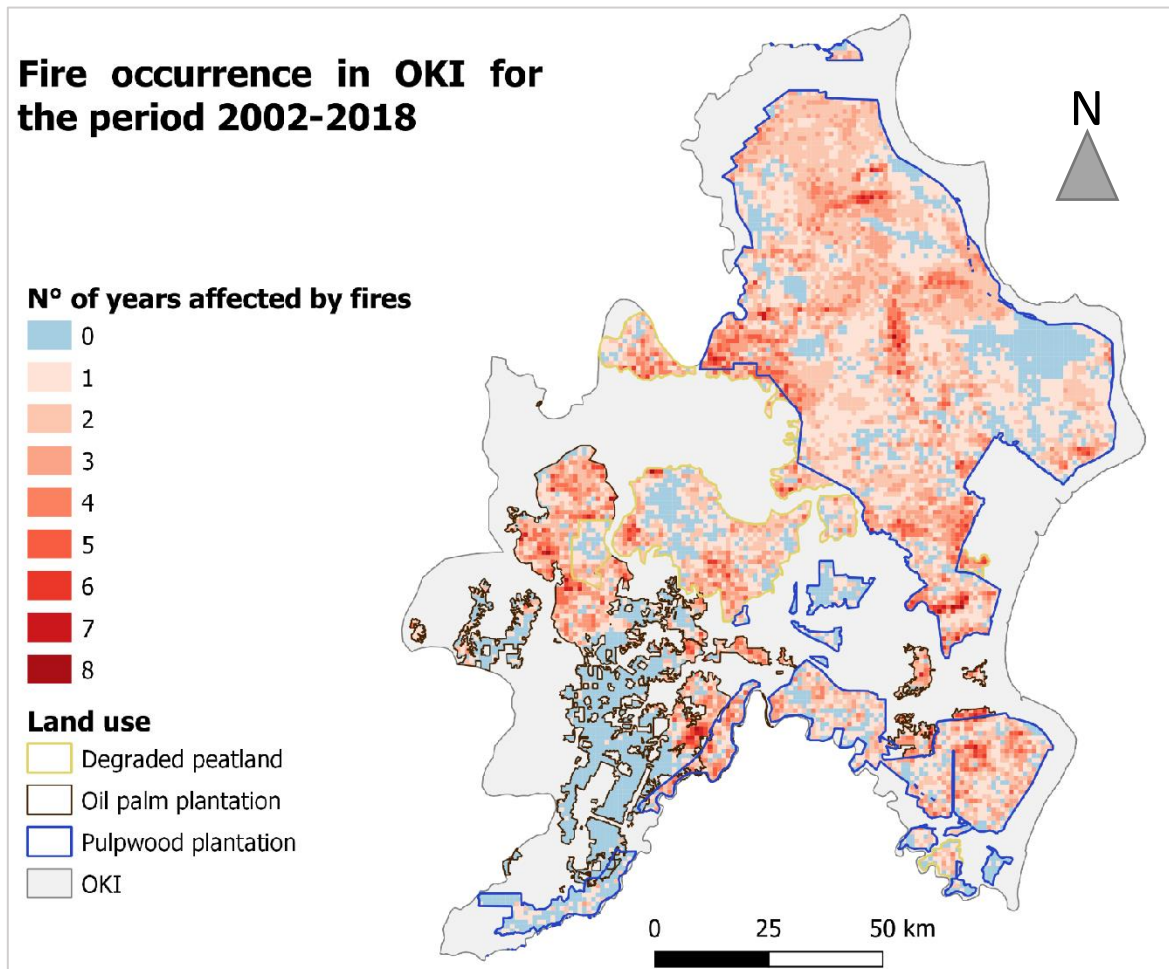 Fire occurrence in OKI for
the period 2002-2018
N
N° of years affected by fires
0
1
2
3
4
5
6
7
8
Land use
Degraded peatland
Oil palm plantation
Pulpwood plantation
OKI
0 25 50 km